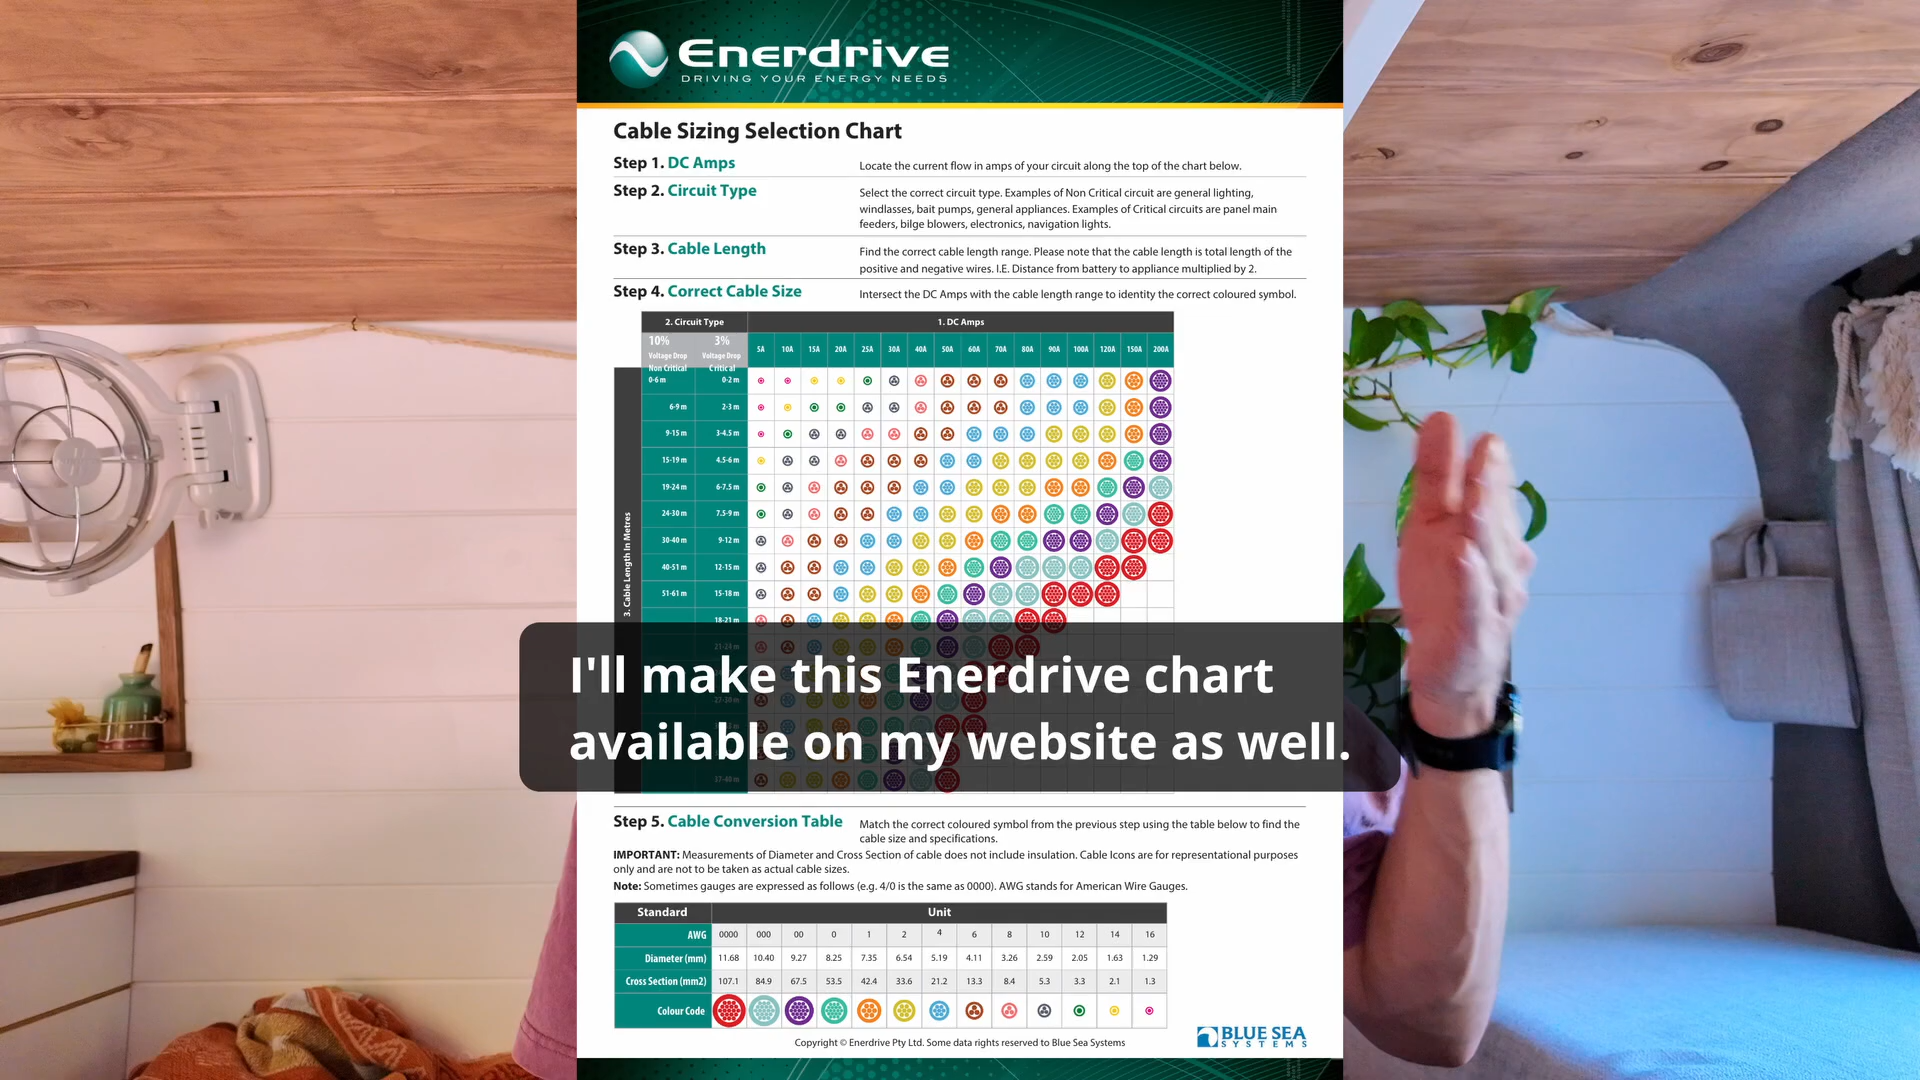 Enerdrive
DRIVING YOUR ENERGY NEEDS
Cable Sizing Selection Chart
Step 1. DC Amps
Locate the current flow in amps of your circuit along the top of the chart below.
Step 2. Circuit Type
Select the correct circuit type. Examples of Non Critical circuit are general lighting,
windlasses, bait pumps, general appliances. Examples of Critical circuits are panel main
feeders, bilge blowers, electronics, navigation lights.
Step 3. Cable Length
Find the correct cable length range. Please note that the cable length is total length of the
positive and negative wires. I.E. Distance from battery to appliance multiplied by 2.
Step 4. Correct Cable Size
Intersect the DC Amps with the cable length range to identity the correct coloured symbol.
2. Circuit Type 1. DC Amps
10% 3%
Voltage Drop Voltage Drop
Non Critical Critical
5A 10A 15A 20A 25A 30A 40A 50A 60A 70A 80A 90A 100A 120A 150A 200A
3. Cable Length In Metres
0-6 m 0-2 m
6-9 m 2-3 m
9-15 m 3-4.5 m
15-19 m 4.5-6 m
19-24 m 6-7.5 m
24-30 m 7.5-9 m
30-40 m 9-12 m
40-51 m 12-15 m
51-61 m 15-18 m
18-21 m
21-24 m
27-30 m
37-40 m
I'll make this Enerdrive chart
available on my website as well.
Step 5. Cable Conversion Table
Match the correct coloured symbol from the previous step using the table below to find the
cable size and specifications.
IMPORTANT: Measurements of Diameter and Cross Section of cable does not include insulation. Cable Icons are for representational purposes
only and are not to be taken as actual cable sizes.
Note: Sometimes gauges are expressed as follows (e.g. 4/0 is the same as 0000). AWG stands for American Wire Gauges.
Standard Unit
AWG 0000 000 00 0 1 2 4 6 8 10 12 14 16
Diameter (mm) 11.68 10.40 9.27 8.25 7.35 6.54 5.19 4.11 3.26 2.59 2.05 1.63 1.29
Cross Section (mm2) 107.1 84.9 67.5 53.5 42.4 33.6 21.2 13.3 8.4 5.3 3.3 2.1 1.3
Colour Code
Copyright © Enerdrive Pty Ltd. Some data rights reserved to Blue Sea Systems
BLUE SEA
SYSTEMS